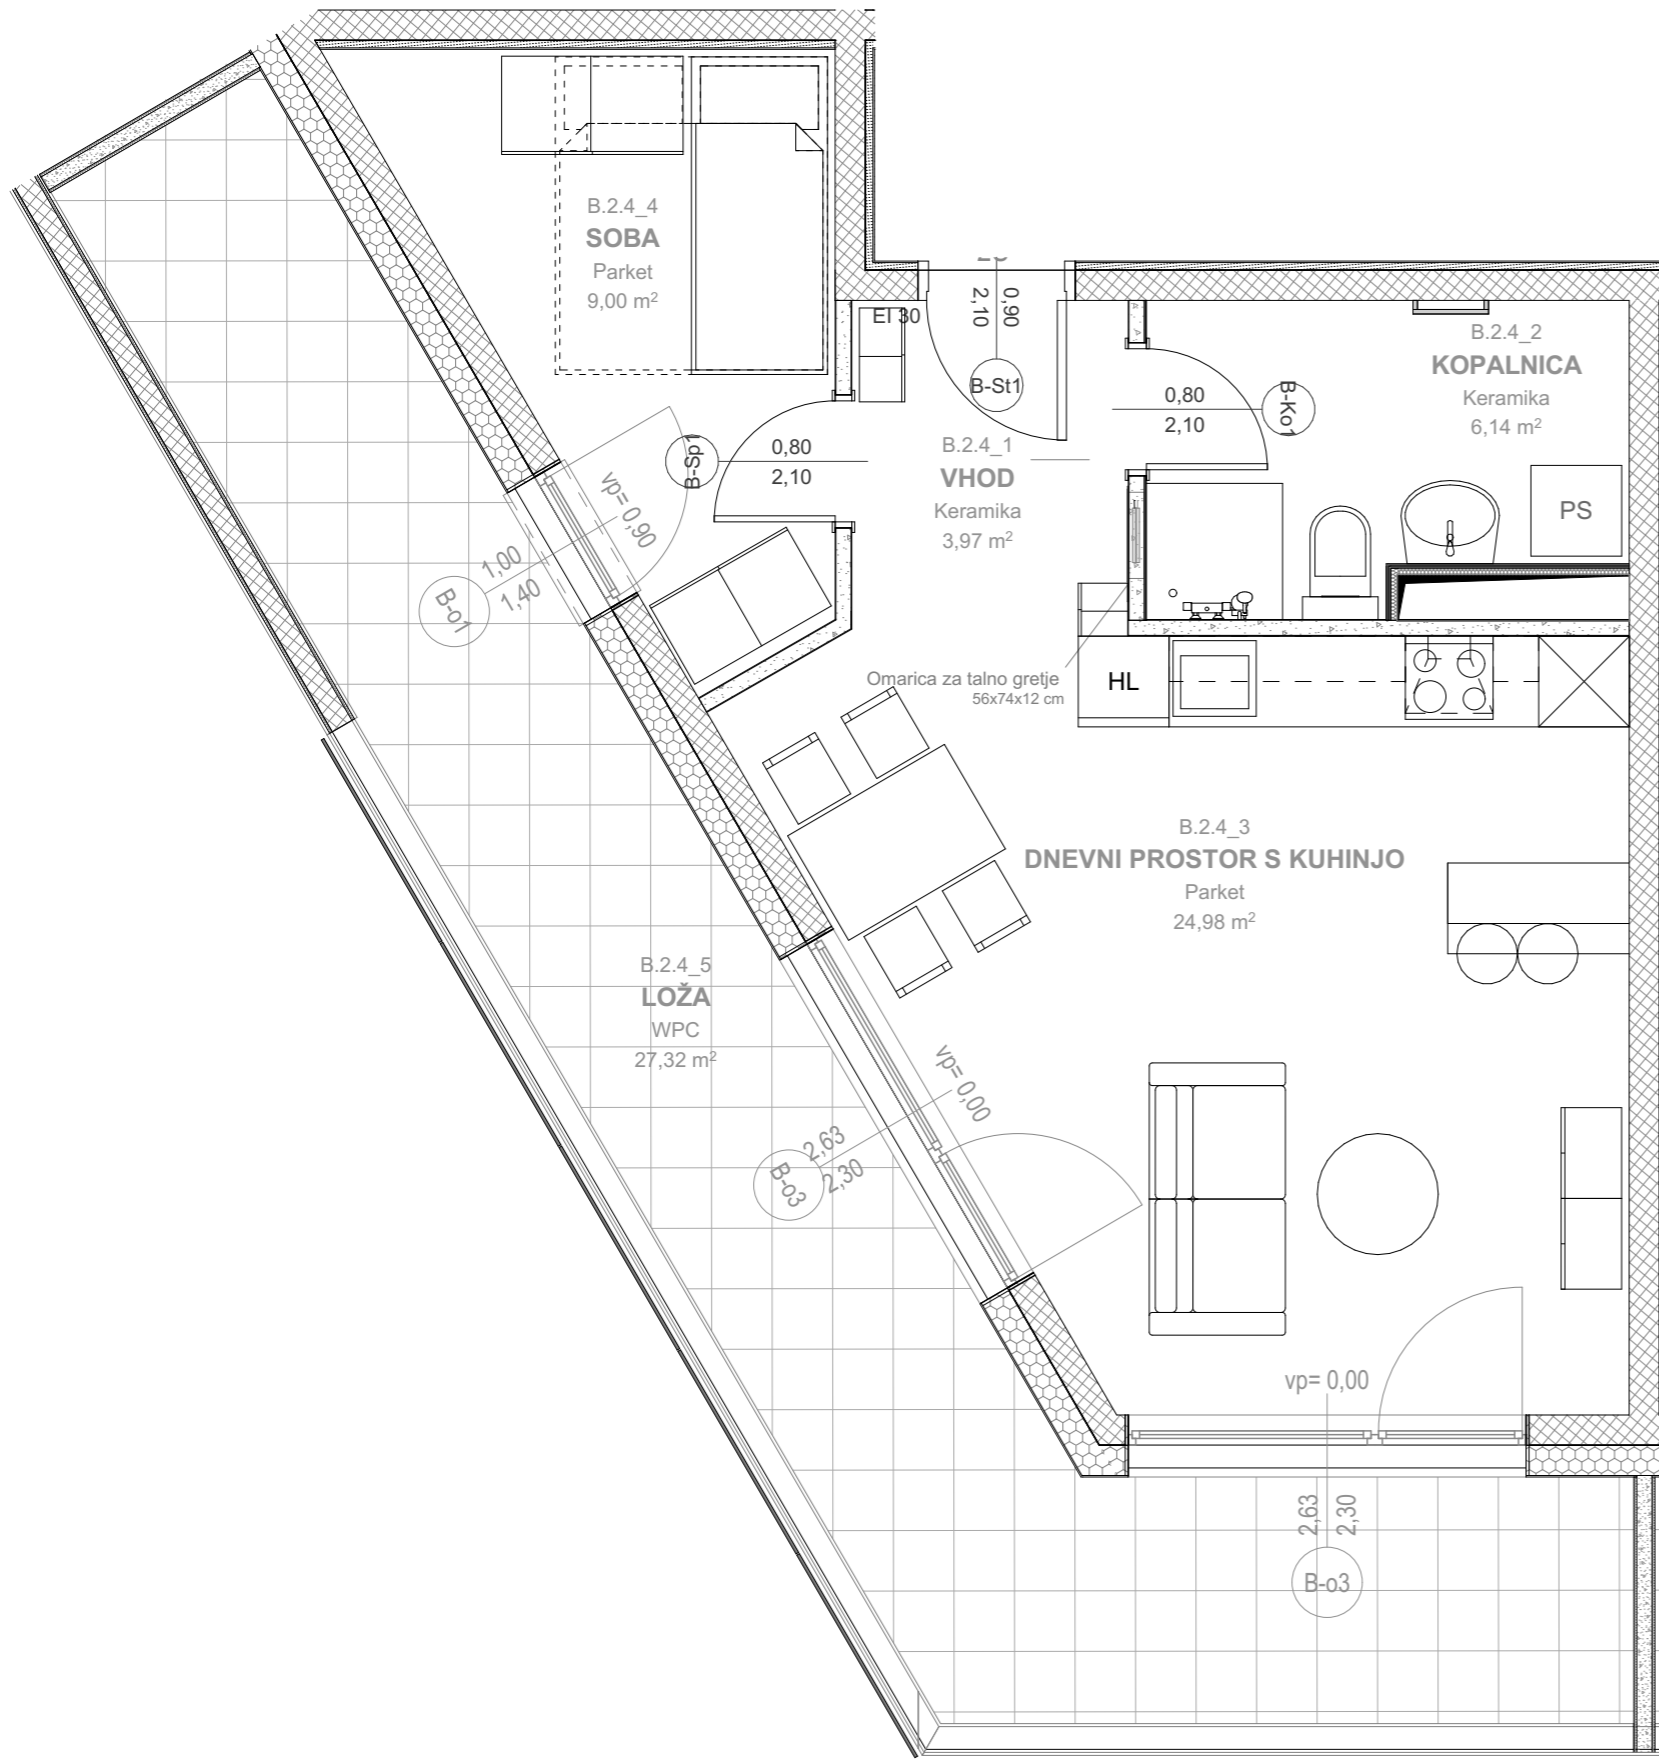 B.2.4_4
SOBA
Parket
9,00 m²
EI 30
0,90
2,10
B-St1
B.2.4_2
KOPALNICA
Keramika
6,14 m²
0,80
2,10
B-Ko1
B-Sp1
0,80
2,10
B.2.4_1
VHOD
Keramika
3,97 m²
PS
vp= 0,90
1,00
1,40
B-o1
Omarica za talno gretje
56x74x12 cm
HL
B.2.4_3
DNEVNI PROSTOR S KUHINJO
Parket
24,98 m²
B.2.4_5
LOŽA
WPC
27,32 m²
vp= 0,00
2,63
2,30
B-o3
vp= 0,00
2,63
2,30
B-o3